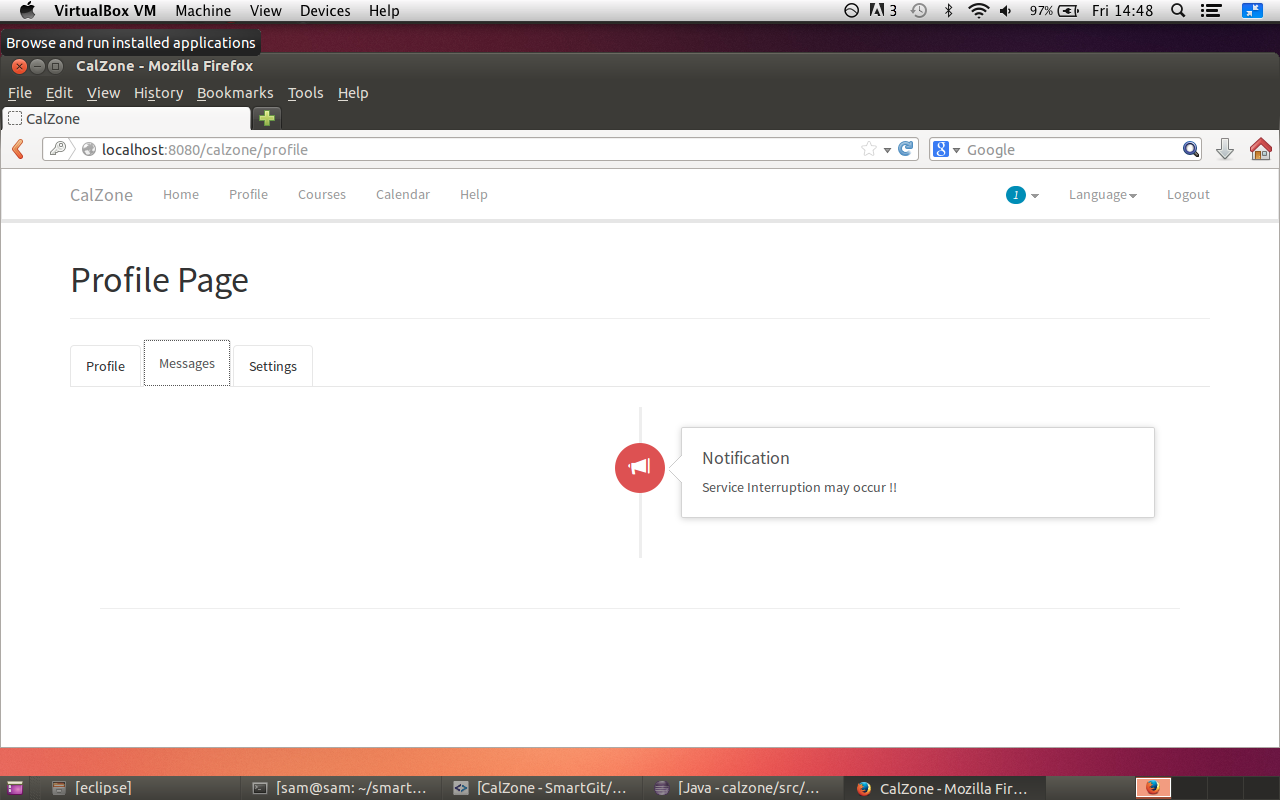 VirtualBox VM Machine View Devices Help 3 97% Fri 14:48
Browse and run installed applications
CalZone - Mozilla Firefox
File Edit View History Bookmarks Tools Help
CalZone
localhost:8080/calzone/profile Google
CalZone Home Profile Courses Calendar Help 1 Language Logout
Profile Page
Profile Messages Settings
Notification
Service Interruption may occur !!
[eclipse] [sam@sam: ~/smart... [CalZone - SmartGit/... [Java - calzone/src/... CalZone - Mozilla Fir...